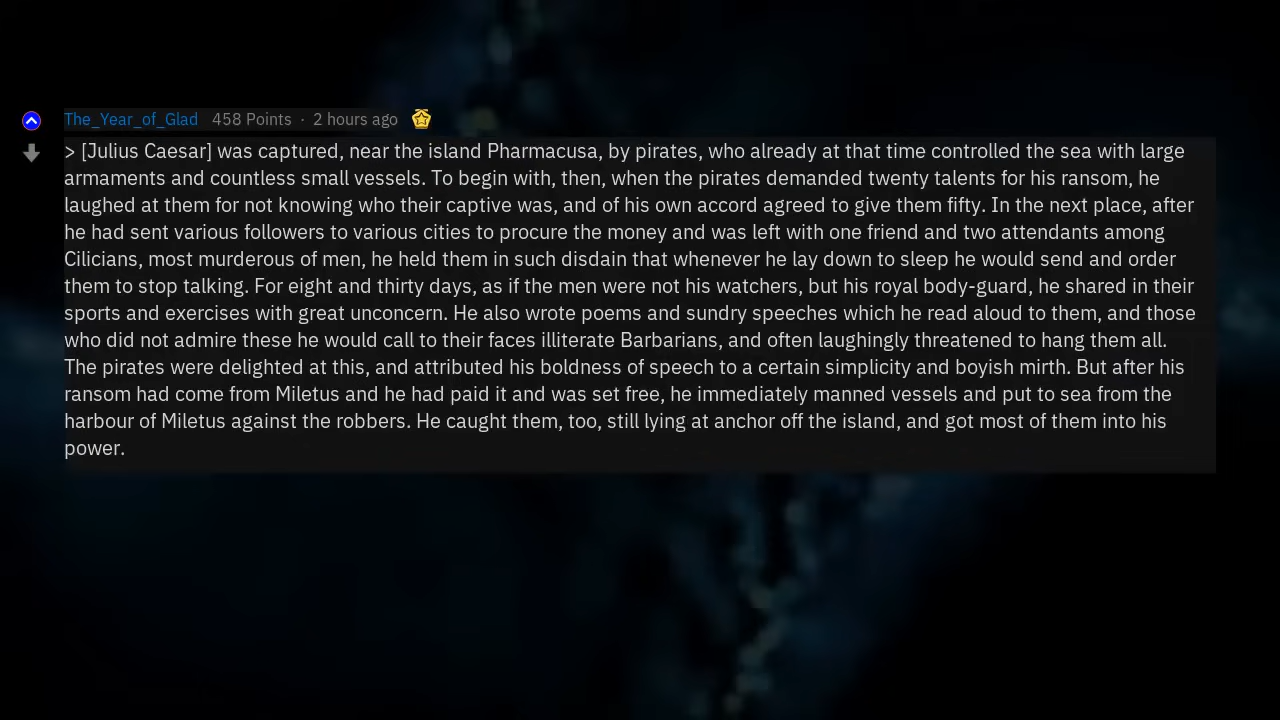 The_Year_of_Glad 458 Points · 2 hours ago
> [Julius Caesar] was captured, near the island Pharmacusa, by pirates, who already at that time controlled the sea with large
armaments and countless small vessels. To begin with, then, when the pirates demanded twenty talents for his ransom, he
laughed at them for not knowing who their captive was, and of his own accord agreed to give them fifty. In the next place, after
he had sent various followers to various cities to procure the money and was left with one friend and two attendants among
Cilicians, most murderous of men, he held them in such disdain that whenever he lay down to sleep he would send and order
them to stop talking. For eight and thirty days, as if the men were not his watchers, but his royal body-guard, he shared in their
sports and exercises with great unconcern. He also wrote poems and sundry speeches which he read aloud to them, and those
who did not admire these he would call to their faces illiterate Barbarians, and often laughingly threatened to hang them all.
The pirates were delighted at this, and attributed his boldness of speech to a certain simplicity and boyish mirth. But after his
ransom had come from Miletus and he had paid it and was set free, he immediately manned vessels and put to sea from the
harbour of Miletus against the robbers. He caught them, too, still lying at anchor off the island, and got most of them into his
power.